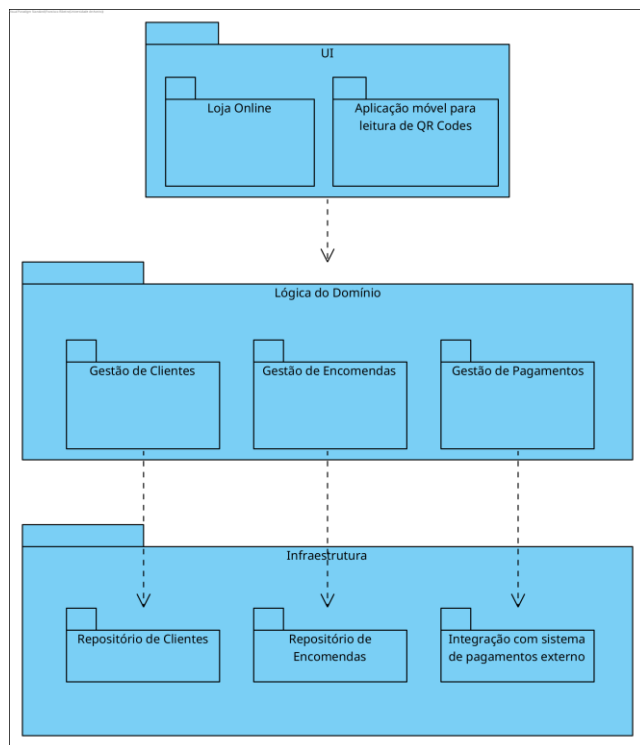 UI
Loja Online
Aplicação móvel para
leitura de QR Codes
Lógica do Domínio
Gestão de Clientes
Gestão de Encomendas
Gestão de Pagamentos
Infraestrutura
Repositório de Clientes
Repositório de
Encomendas
Integração com sistema
de pagamentos externo